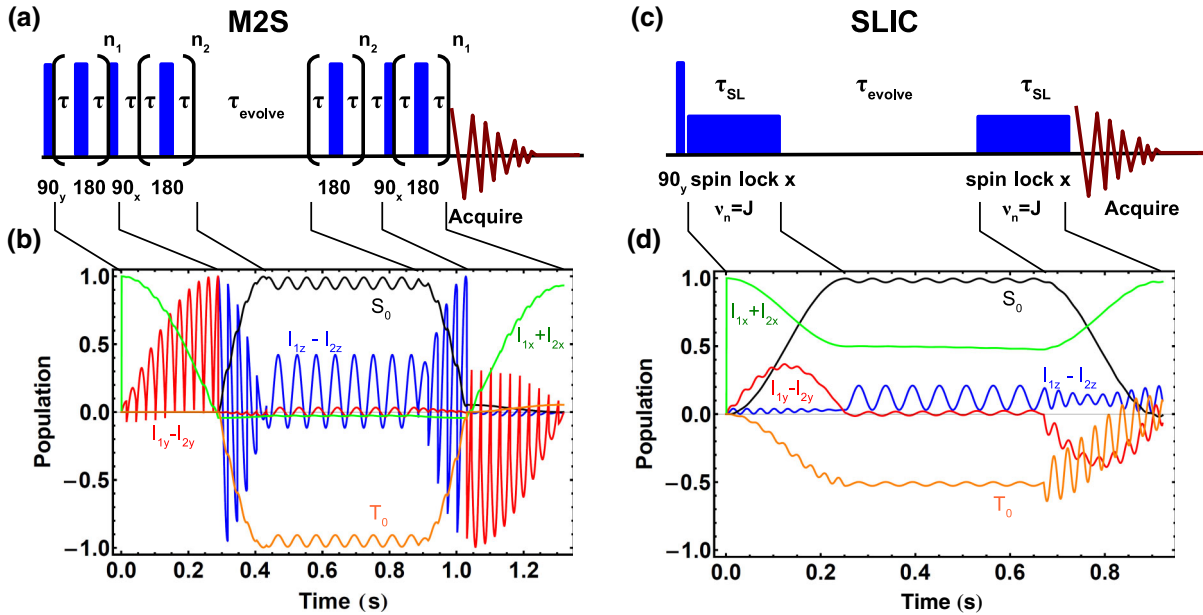 (a) M2S
n1 n2 n2 n1
τ τ τ τ τ τevolve τ τ τ τ τ
90y 180 90x 180 180 90x 180
Acquire
(b)
Population
1.0
0.5
0.0
−0.5
−1.0
S0
I1z − I2z
I1x+I2x
I1y−I2y
T0
0.0 0.2 0.4 0.6 0.8 1.0 1.2
Time (s)
(c) SLIC
τSL τevolve τSL
90y spin lock x spin lock x
νn=J νn=J Acquire
(d)
Population
1.0
0.5
0.0
−0.5
−1.0
S0
I1x+I2x
I1y−I2y
I1z − I2z
T0
0.0 0.2 0.4 0.6 0.8
Time (s)